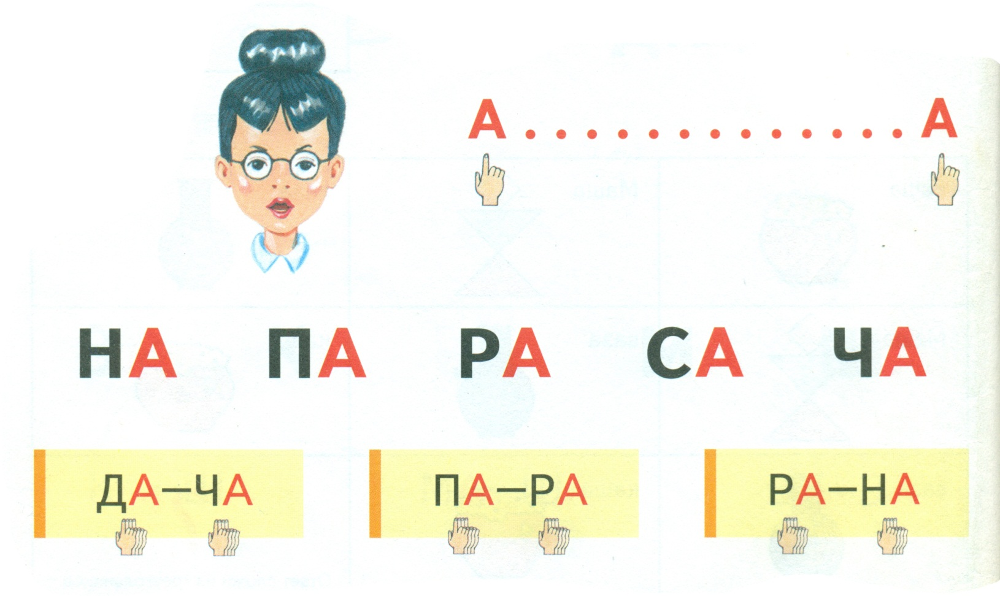 А . . . . . . . . . . . . . А
НА ПА РА СА ЧА
ДА–ЧА ПА–РА РА–НА